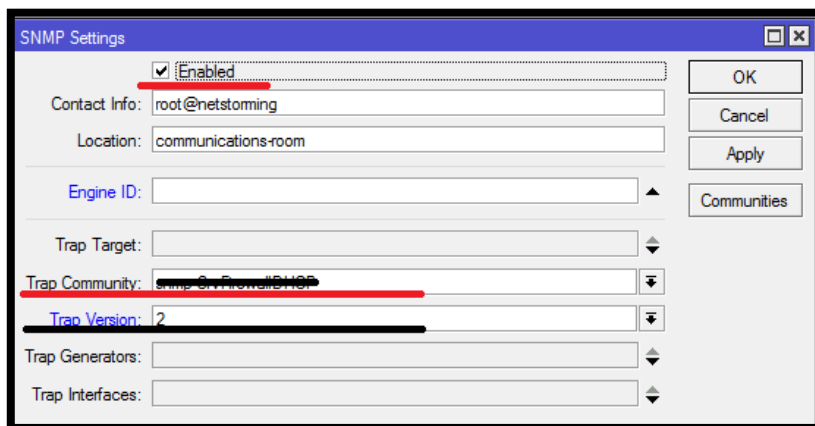 SNMP Settings
Enabled
OK
Contact Info: root@netstorming
Cancel
Location: communications-room
Apply
Engine ID:
Communities
Trap Target:
Trap Community:
Trap Version: 2
Trap Generators:
Trap Interfaces: